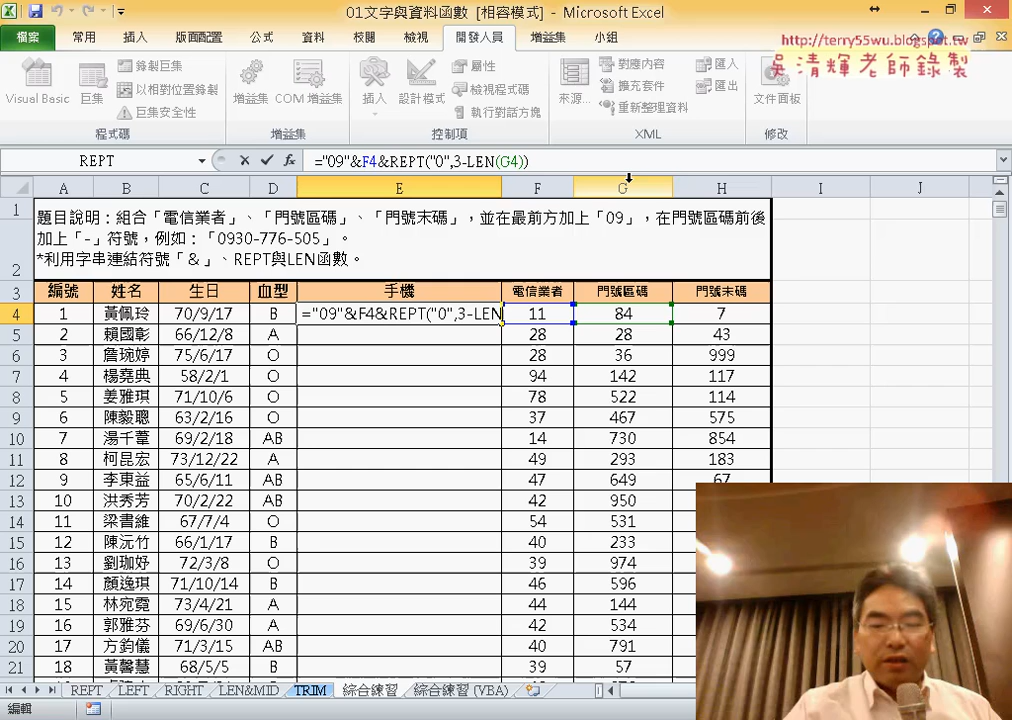 01文字與資料函數 [相容模式] - Microsoft Excel
檔案 常用 插入 版面配置 公式 資料 校閱 檢視 開發人員 增益集 小組
http://terry55wu.blogspot.tw
吳清輝老師錄製
Visual Basic 巨集 錄製巨集 以相對位置錄製 巨集安全性 增益集 COM 增益集 插入 設計模式 屬性 檢視程式碼 執行對話方塊 來源... 對應內容 擴充套件 重新整理資料 匯入 匯出 文件面板
程式碼 增益集 控制項 XML 修改
REPT ="09"&F4&REPT("0",3-LEN(G4))
A B C D E F G H I J
1 題目說明：組合「電信業者」、「門號區碼」、「門號末碼」，並在最前方加上「09」，在門號區碼前後
加上「-」符號，例如：「0930-776-505」。
2 *利用字串連結符號「&」、REPT與LEN函數。
3 編號 姓名 生日 血型 手機 電信業者 門號區碼 門號末碼
4 1 黃佩玲 70/9/17 B ="09"&F4&REPT("0",3-LEN 11 84 7
5 2 賴國彰 66/12/8 A 28 28 43
6 3 詹琬婷 75/6/17 O 28 36 999
7 4 楊堯典 58/2/1 O 94 142 117
8 5 姜雅琪 71/10/6 O 78 522 114
9 6 陳毅聰 63/2/16 O 37 467 575
10 7 湯千葦 69/2/18 AB 14 730 854
11 8 柯昆宏 73/12/22 A 49 293 183
12 9 李東益 65/6/11 AB 47 649 67
13 10 洪秀芳 70/2/22 AB 42 950
14 11 梁書維 67/7/4 O 54 531
15 12 陳沅竹 66/1/17 B 40 233
16 13 劉珈妤 72/3/8 O 39 974
17 14 顏逸琪 71/10/14 B 46 596
18 15 林宛霓 73/4/21 A 44 144
19 16 郭雅芬 69/6/30 A 42 534
20 17 方鈞儀 71/3/15 AB 40 791
21 18 黃馨慧 68/5/5 B 39 57
REPT LEFT RIGHT LEN&MID TRIM 綜合練習 綜合練習 (VBA)
編輯